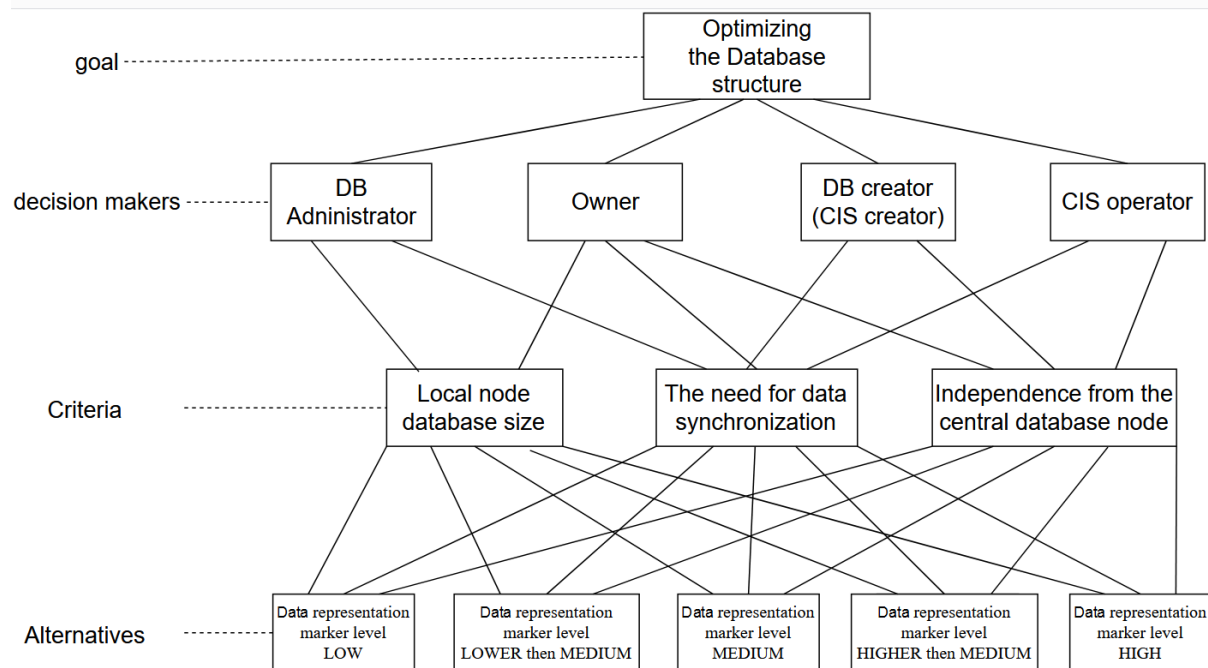 goal
Optimizing
the Database
structure
decision makers
DB
Adninistrator
Owner
DB creator
(CIS creator)
CIS operator
Criteria
Local node
database size
The need for data
synchronization
Independence from the
central database node
Alternatives
Data representation
marker level
LOW
Data representation
marker level
LOWER then MEDIUM
Data representation
marker level
MEDIUM
Data representation
marker level
HIGHER then MEDIUM
Data representation
marker level
HIGH